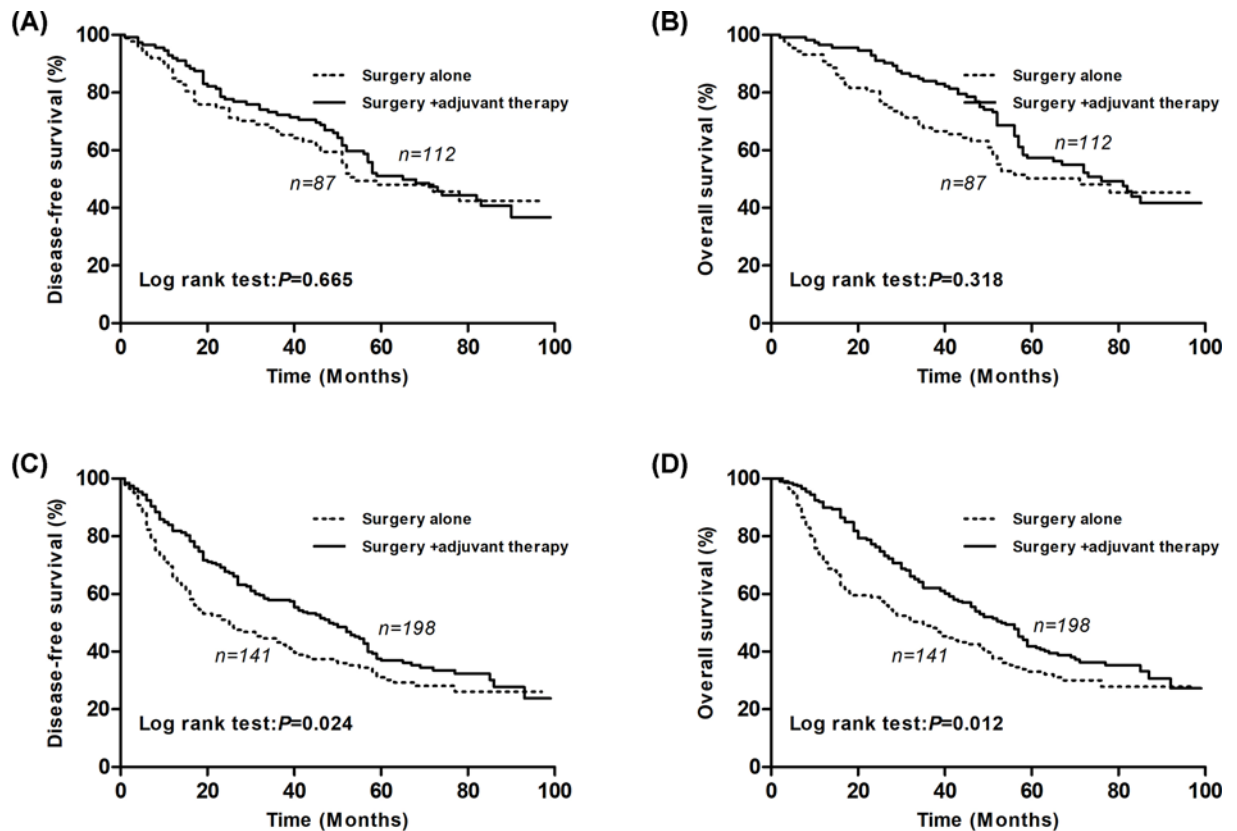 (A)
Disease-free survival (%)
100
80
60
40
20
0
Surgery alone
Surgery +adjuvant therapy
n=112
n=87
Log rank test:P=0.665
0 20 40 60 80 100
Time (Months)
(B)
Overall survival (%)
100
80
60
40
20
0
Surgery alone
Surgery +adjuvant therapy
n=112
n=87
Log rank test:P=0.318
0 20 40 60 80 100
Time (Months)
(C)
Disease-free survival (%)
100
80
60
40
20
0
Surgery alone
Surgery +adjuvant therapy
n=198
n=141
Log rank test:P=0.024
0 20 40 60 80 100
Time (Months)
(D)
Overall survival (%)
100
80
60
40
20
0
Surgery alone
Surgery +adjuvant therapy
n=198
n=141
Log rank test:P=0.012
0 20 40 60 80 100
Time (Months)